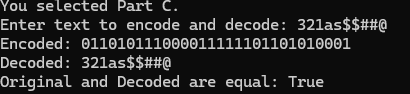 You selected Part C.
Enter text to encode and decode: 321as$$##@
Encoded: 0110101110000111111101101010001
Decoded: 321as$$##@
Original and Decoded are equal: True